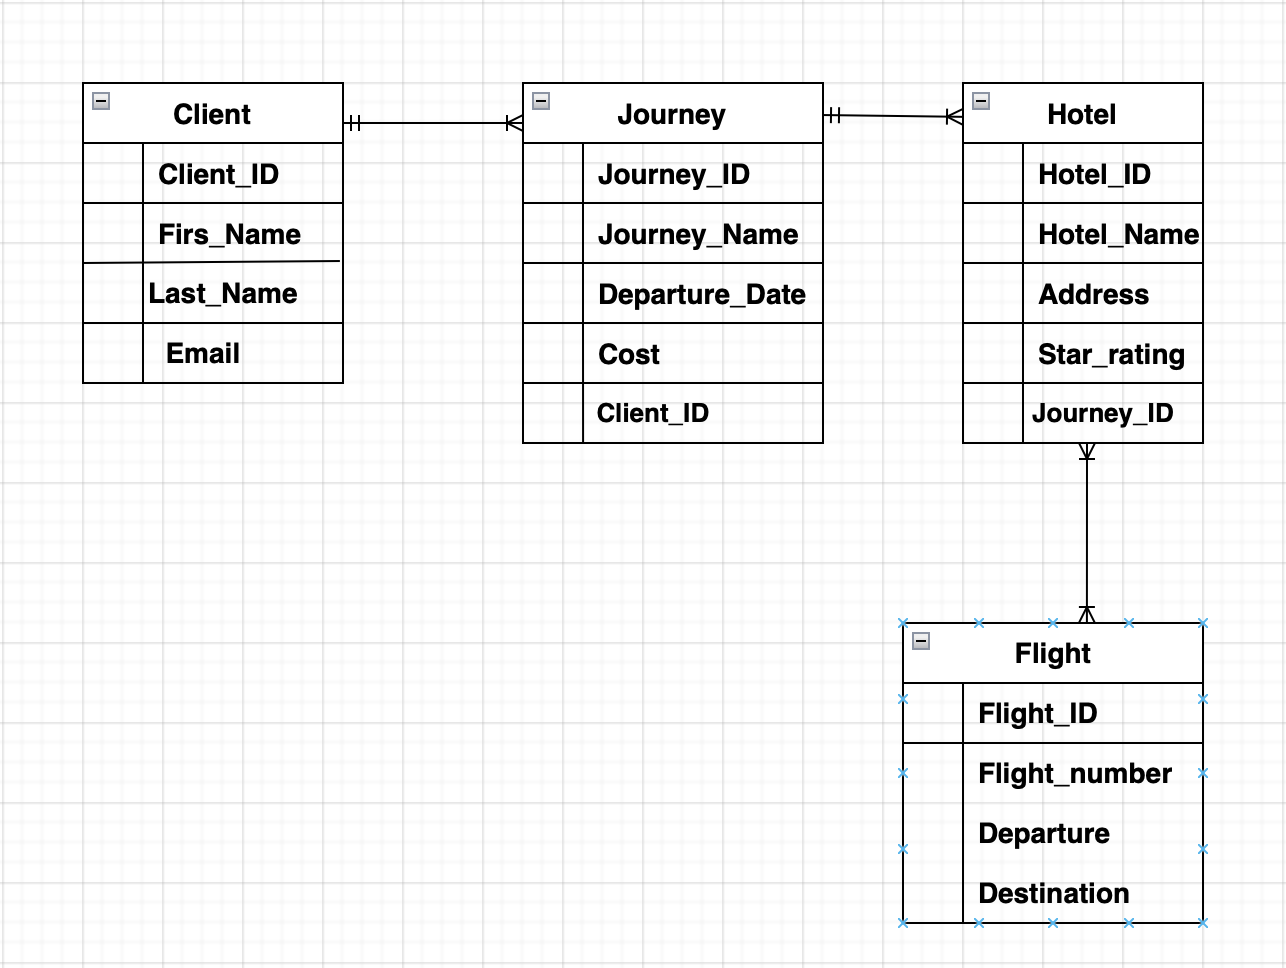 Client
Client_ID
Firs_Name
Last_Name
Email
Journey
Journey_ID
Journey_Name
Departure_Date
Cost
Client_ID
Hotel
Hotel_ID
Hotel_Name
Address
Star_rating
Journey_ID
Flight
Flight_ID
Flight_number
Departure
Destination